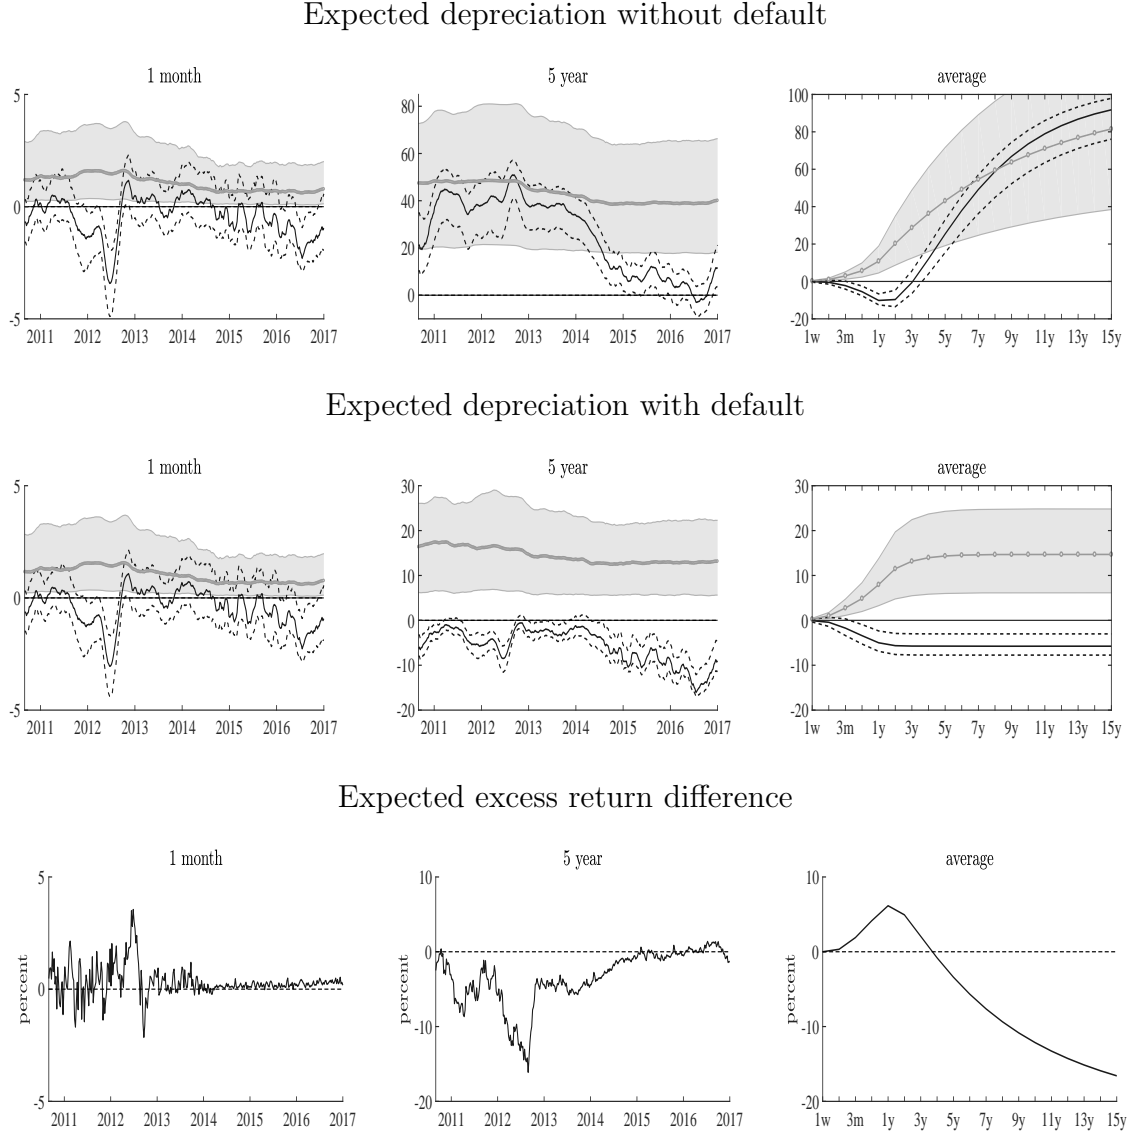 Expected depreciation without default
1 month
5 year
average
5
0
-5
2011 2012 2013 2014 2015 2016 2017
80
60
40
20
0
2011 2012 2013 2014 2015 2016 2017
100
80
60
40
20
0
-20
1w 3m 1y 3y 5y 7y 9y 11y 13y 15y
Expected depreciation with default
1 month
5 year
average
5
0
-5
2011 2012 2013 2014 2015 2016 2017
30
20
10
0
-10
-20
2011 2012 2013 2014 2015 2016 2017
30
20
10
0
-10
-20
1w 3m 1y 3y 5y 7y 9y 11y 13y 15y
Expected excess return difference
1 month
5 year
average
percent
5
0
-5
2011 2012 2013 2014 2015 2016 2017
percent
10
0
-10
-20
2011 2012 2013 2014 2015 2016 2017
percent
10
0
-10
-20
1w 3m 1y 3y 5y 7y 9y 11y 13y 15y